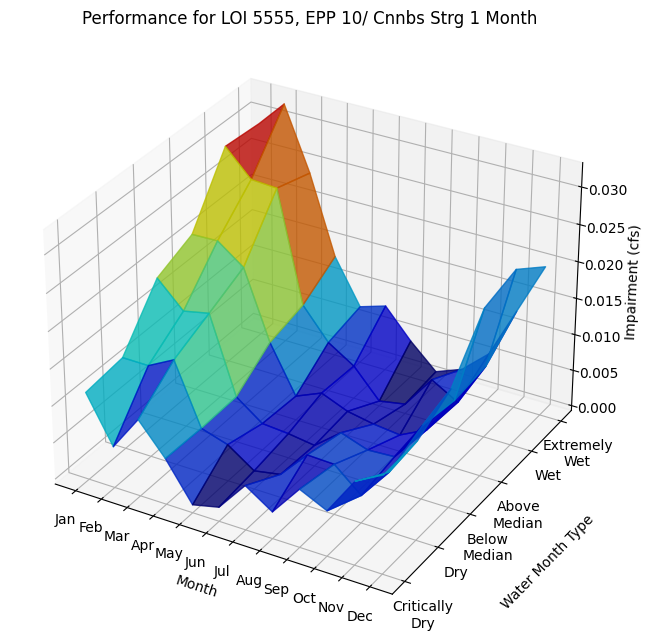 Performance for LOI 5555, EPP 10/ Cnnbs Strg 1 Month
0.030
0.025
0.020
0.015
0.010
0.005
0.000
Impairment (cfs)
Extremely
Wet
Wet
Above
Median
Below
Median
Dry
Critically
Dry
Water Month Type
Jan
Feb
Mar
Apr
May
Jun
Jul
Aug
Sep
Oct
Nov
Dec
Month